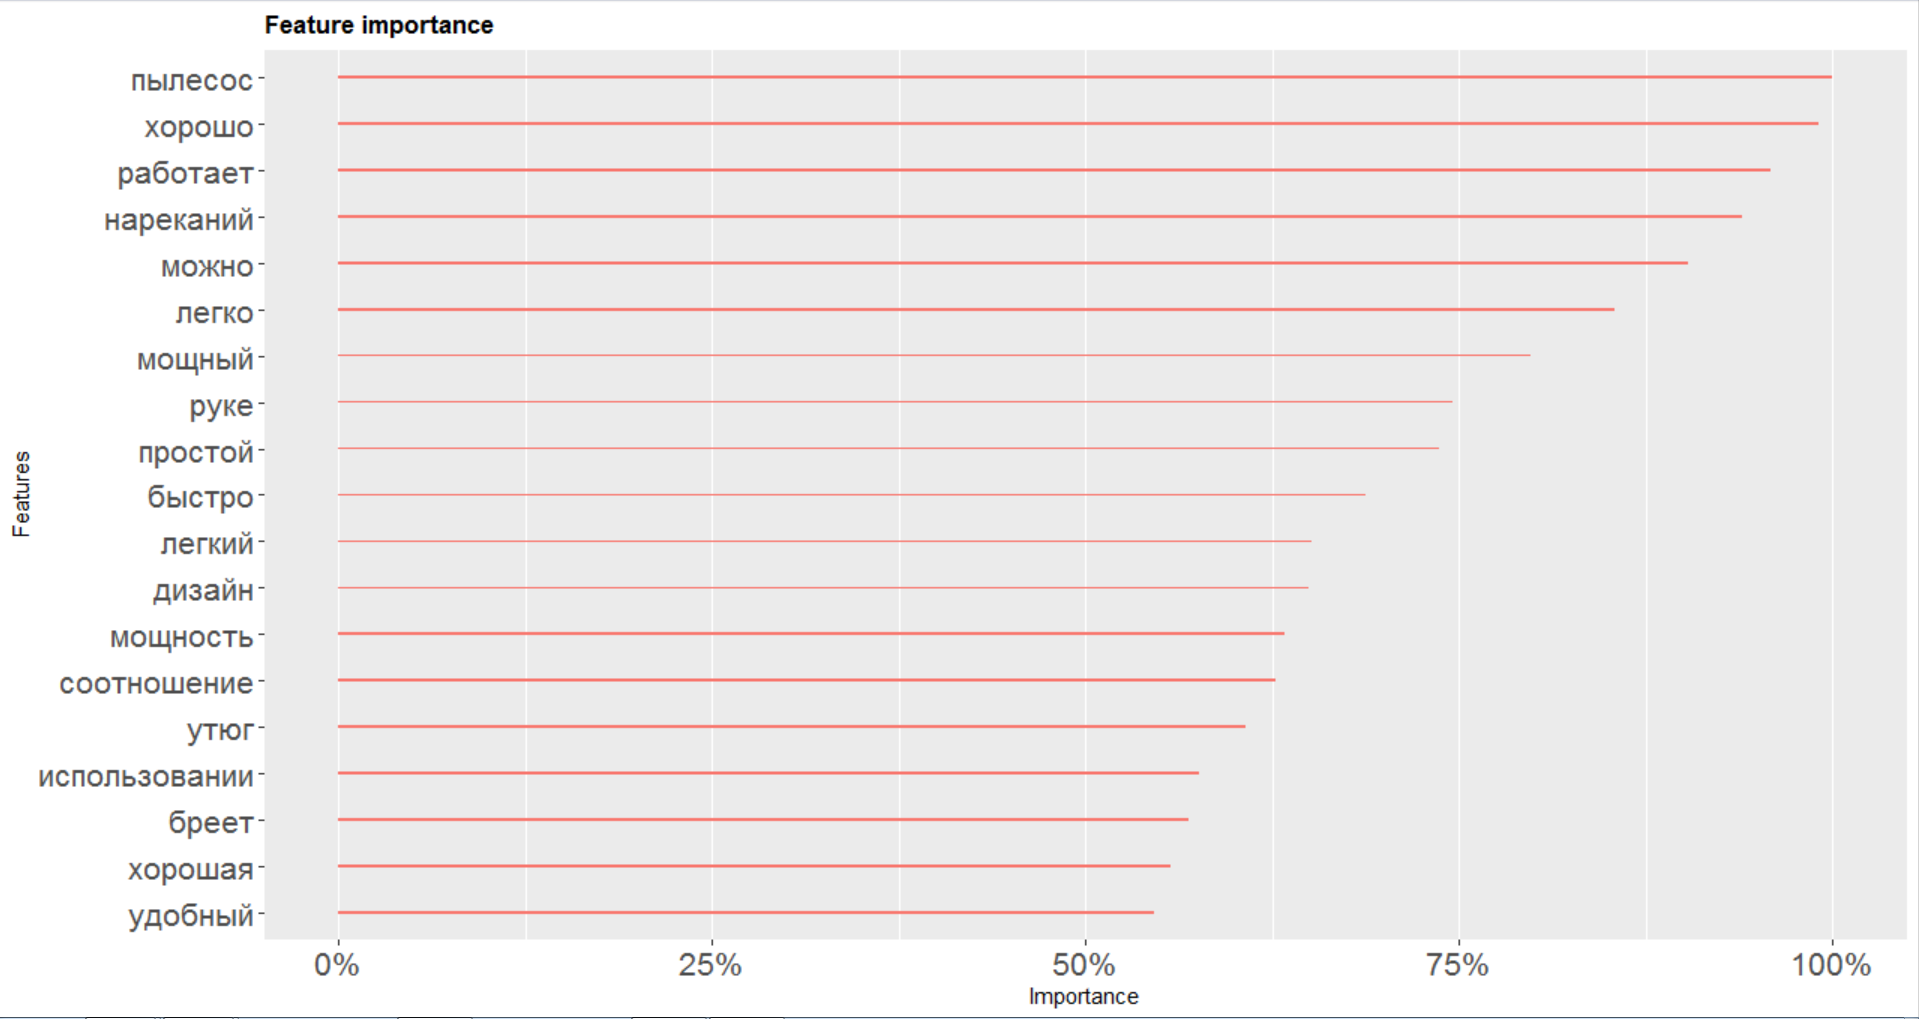 Feature importance
пылесос
хорошо
работает
нареканий
можно
легко
мощный
руке
простой
быстро
легкий
дизайн
мощность
соотношение
утюг
использовании
бреет
хорошая
удобный
Features
0% 25% 50% 75% 100%
Importance